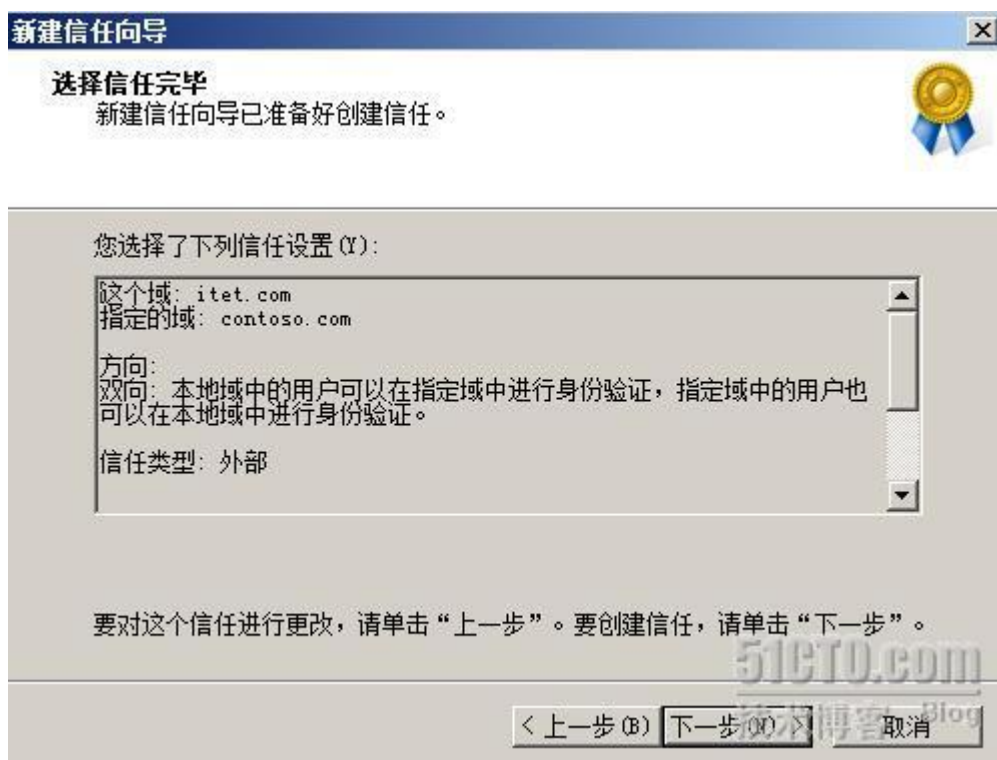 新建信任向导
选择信任完毕
新建信任向导已准备好创建信任。
您选择了下列信任设置(Y):
这个域: itet.com
指定的域: contoso.com
方向:
双向: 本地域中的用户可以在指定域中进行身份验证，指定域中的用户也
可以在本地域中进行身份验证。
信任类型: 外部
要对这个信任进行更改，请单击“上一步”。要创建信任，请单击“下一步”。
51CTO.com
技术博客 Blog
< 上一步(B) 下一步(N) > 取消